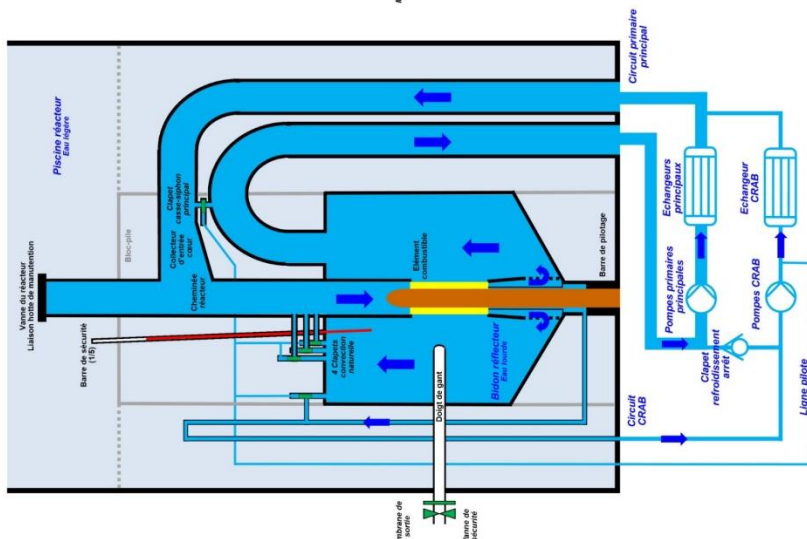 Piscine réacteur
Eau légère
Bloc-pile
Vanne du réacteur
Liaison hotte de manutention
Barre de sécurité
(1/5)
Cheminée
réacteur
Collecteur
d'entrée
cœur
Clapet
casse-siphon
principal
4 Clapets
convection
naturelle
Elément
combustible
Bidon réflecteur
Eau lourde
Doigt de gant
Barre de pilotage
Circuit primaire
principal
Echangeurs
principaux
Echangeur
CRAB
Pompes primaires
principales
Pompes CRAB
Clapet
refroidissement
arrêt
Circuit
CRAB
Ligne pilote
sortie